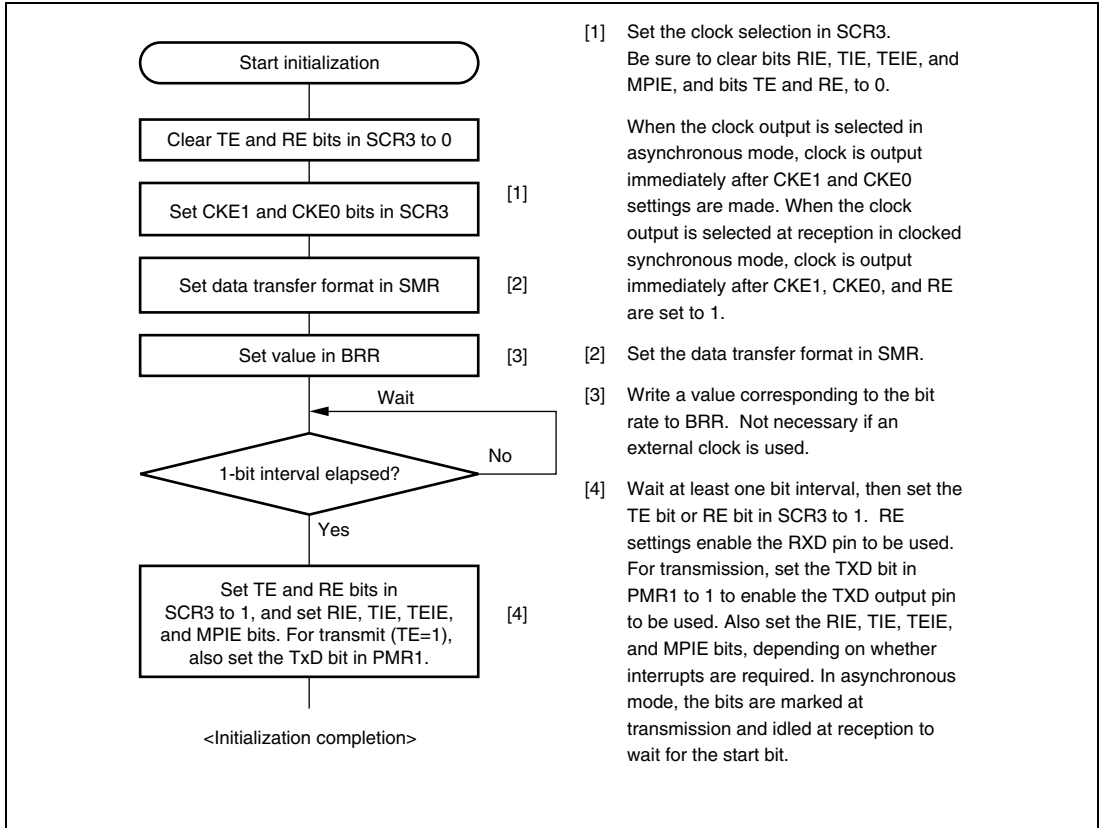 Start initialization
Clear TE and RE bits in SCR3 to 0
Set CKE1 and CKE0 bits in SCR3
[1]
Set data transfer format in SMR
[2]
Set value in BRR
[3]
Wait
1-bit interval elapsed?
No
Yes
Set TE and RE bits in
SCR3 to 1, and set RIE, TIE, TEIE,
and MPIE bits. For transmit (TE=1),
also set the TxD bit in PMR1.
[4]
<Initialization completion>
[1] Set the clock selection in SCR3.
Be sure to clear bits RIE, TIE, TEIE, and
MPIE, and bits TE and RE, to 0.
When the clock output is selected in
asynchronous mode, clock is output
immediately after CKE1 and CKE0
settings are made. When the clock
output is selected at reception in clocked
synchronous mode, clock is output
immediately after CKE1, CKE0, and RE
are set to 1.
[2] Set the data transfer format in SMR.
[3] Write a value corresponding to the bit
rate to BRR. Not necessary if an
external clock is used.
[4] Wait at least one bit interval, then set the
TE bit or RE bit in SCR3 to 1. RE
settings enable the RXD pin to be used.
For transmission, set the TXD bit in
PMR1 to 1 to enable the TXD output pin
to be used. Also set the RIE, TIE, TEIE,
and MPIE bits, depending on whether
interrupts are required. In asynchronous
mode, the bits are marked at
transmission and idled at reception to
wait for the start bit.